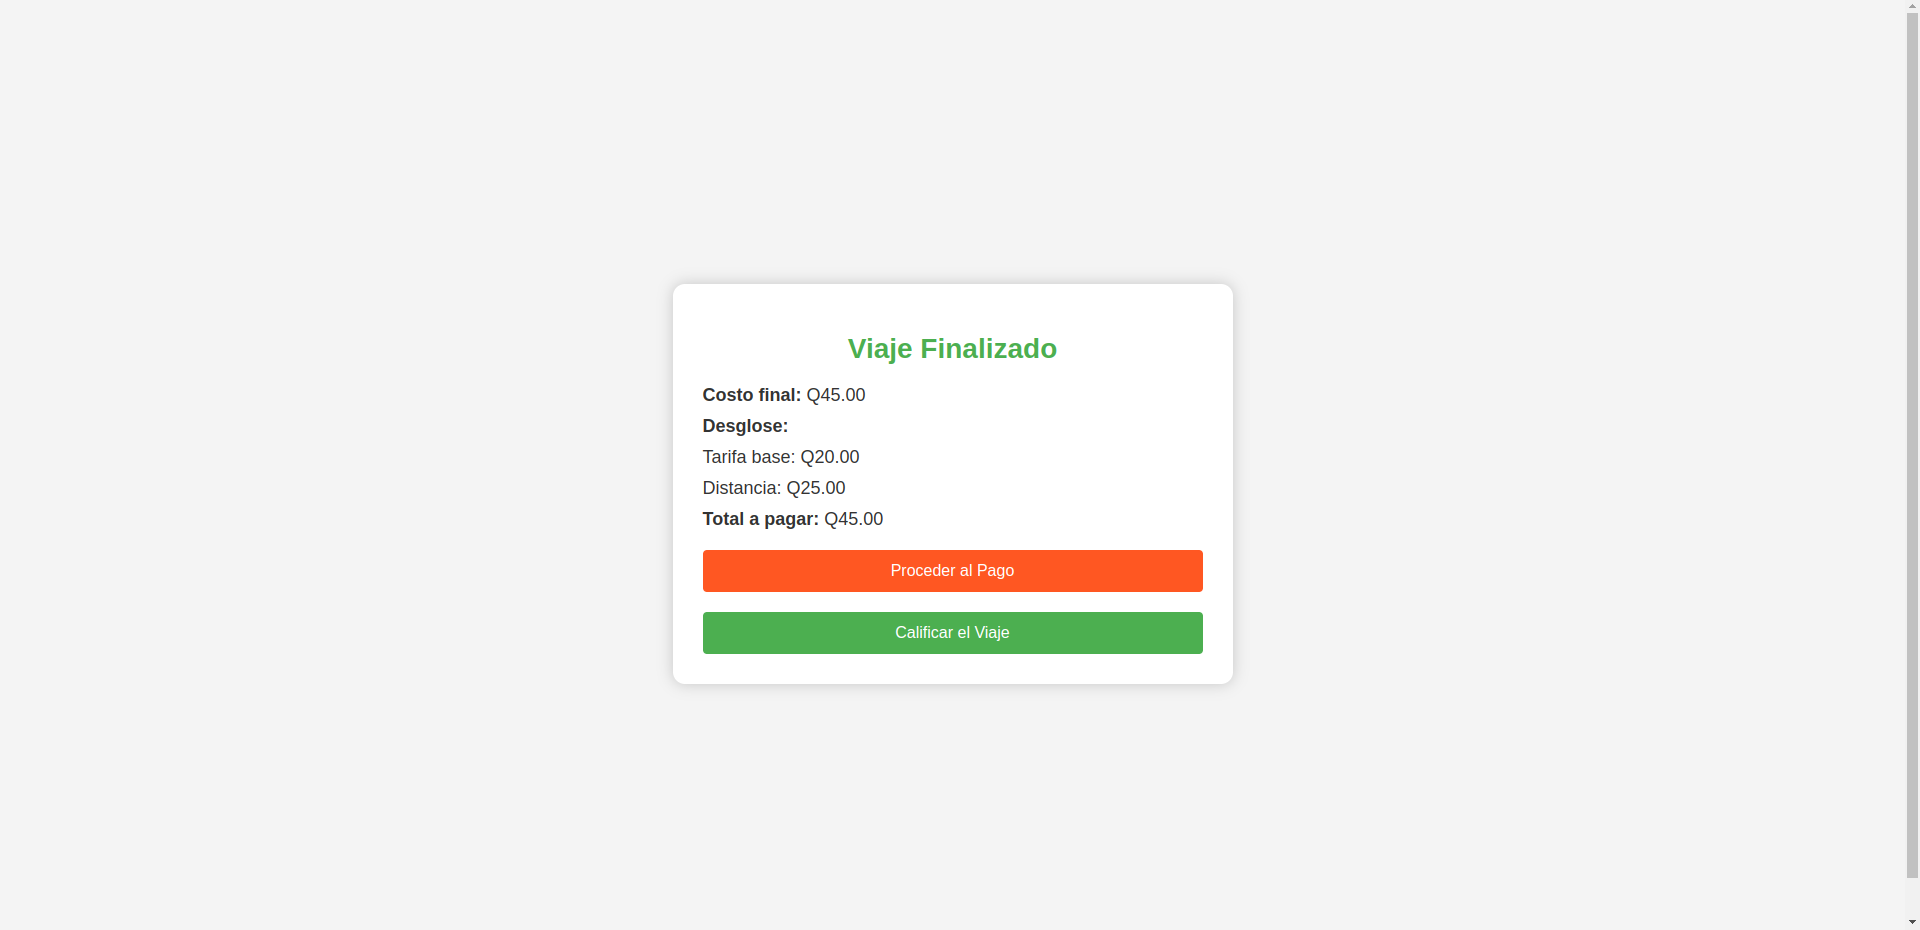 Viaje Finalizado
Costo final: Q45.00
Desglose:
Tarifa base: Q20.00
Distancia: Q25.00
Total a pagar: Q45.00
Proceder al Pago
Calificar el Viaje